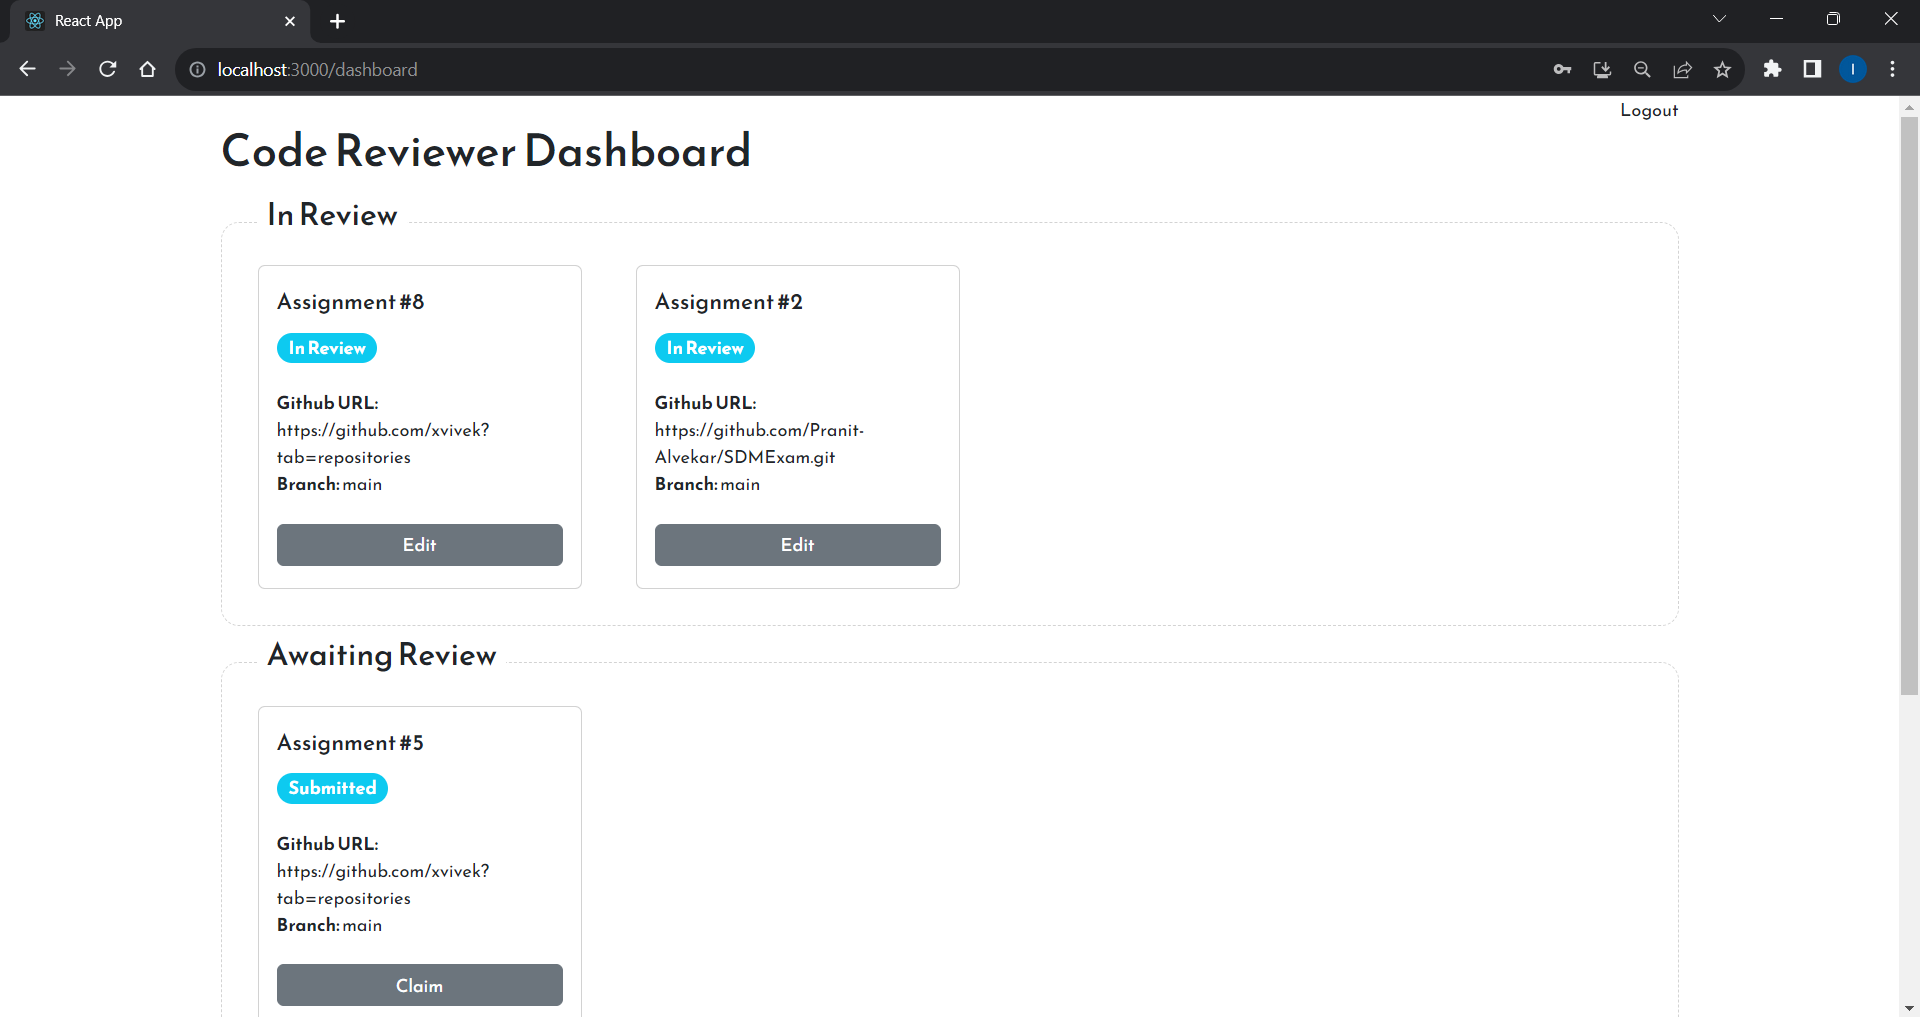 React App
localhost:3000/dashboard
I
Logout
Code Reviewer Dashboard
In Review
Assignment #8
In Review
Github URL:
https://github.com/xvivek?
tab=repositories
Branch: main
Edit
Assignment #2
In Review
Github URL:
https://github.com/Pranit-
Alvekar/SDMExam.git
Branch: main
Edit
Awaiting Review
Assignment #5
Submitted
Github URL:
https://github.com/xvivek?
tab=repositories
Branch: main
Claim